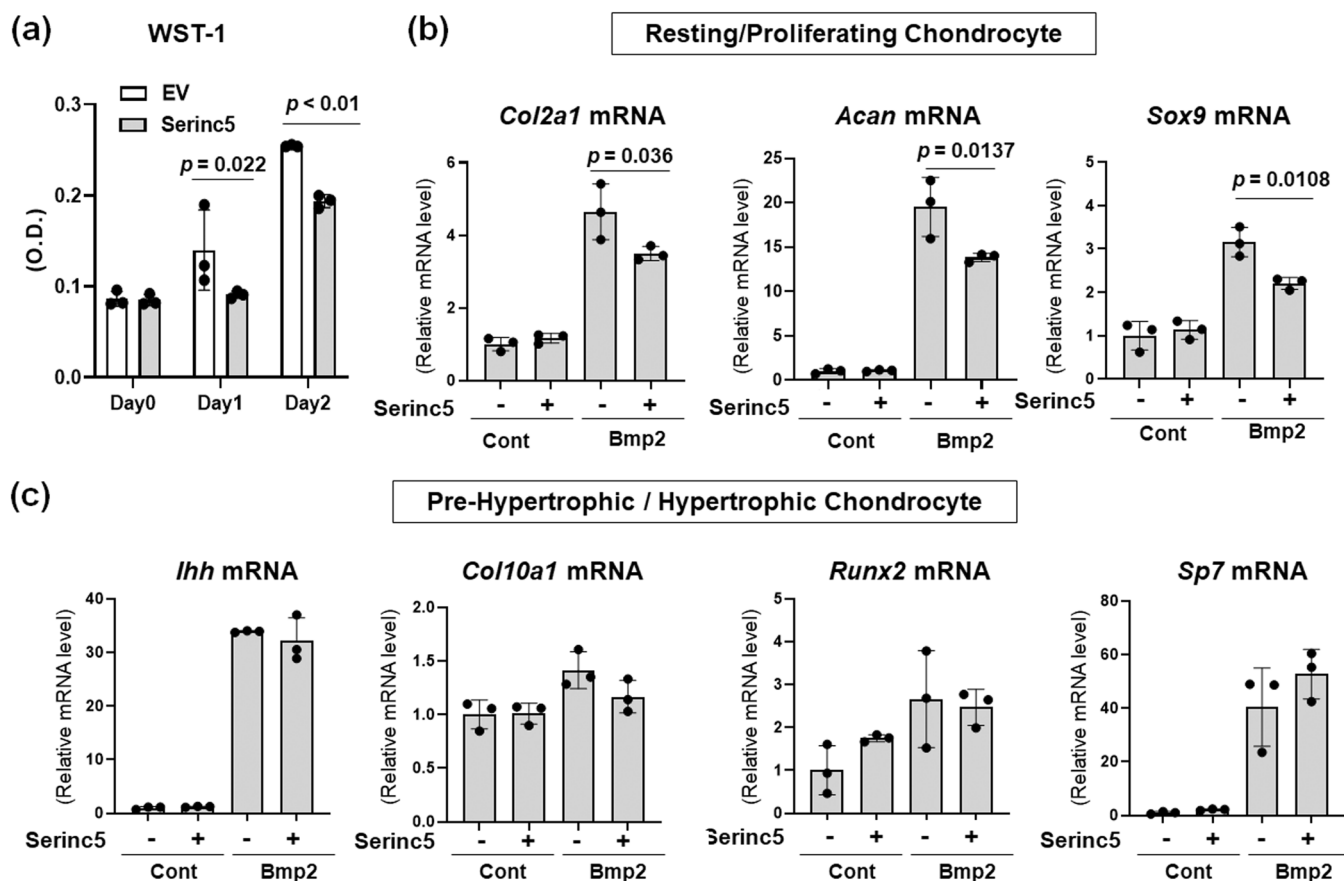 (a)
WST-1
EV
Serinc5
p < 0.01
p = 0.022
0.3
0.2
0.1
0.0
(O.D.)
Day0 Day1 Day2
(b)
Resting/Proliferating Chondrocyte
Col2a1 mRNA
p = 0.036
6
4
2
0
(Relative mRNA level)
Serinc5 - + - +
Cont Bmp2
Acan mRNA
p = 0.0137
25
20
15
10
5
0
(Relative mRNA level)
Serinc5 - + - +
Cont Bmp2
Sox9 mRNA
p = 0.0108
5
4
3
2
1
0
(Relative mRNA level)
Serinc5 - + - +
Cont Bmp2
(c)
Pre-Hypertrophic / Hypertrophic Chondrocyte
Ihh mRNA
40
30
20
10
0
(Relative mRNA level)
Serinc5 - + - +
Cont Bmp2
Col10a1 mRNA
2.0
1.5
1.0
0.5
0.0
(Relative mRNA level)
Serinc5 - + - +
Cont Bmp2
Runx2 mRNA
5
4
3
2
1
0
(Relative mRNA level)
Serinc5 - + - +
Cont Bmp2
Sp7 mRNA
80
60
40
20
0
(Relative mRNA level)
Serinc5 - + - +
Cont Bmp2